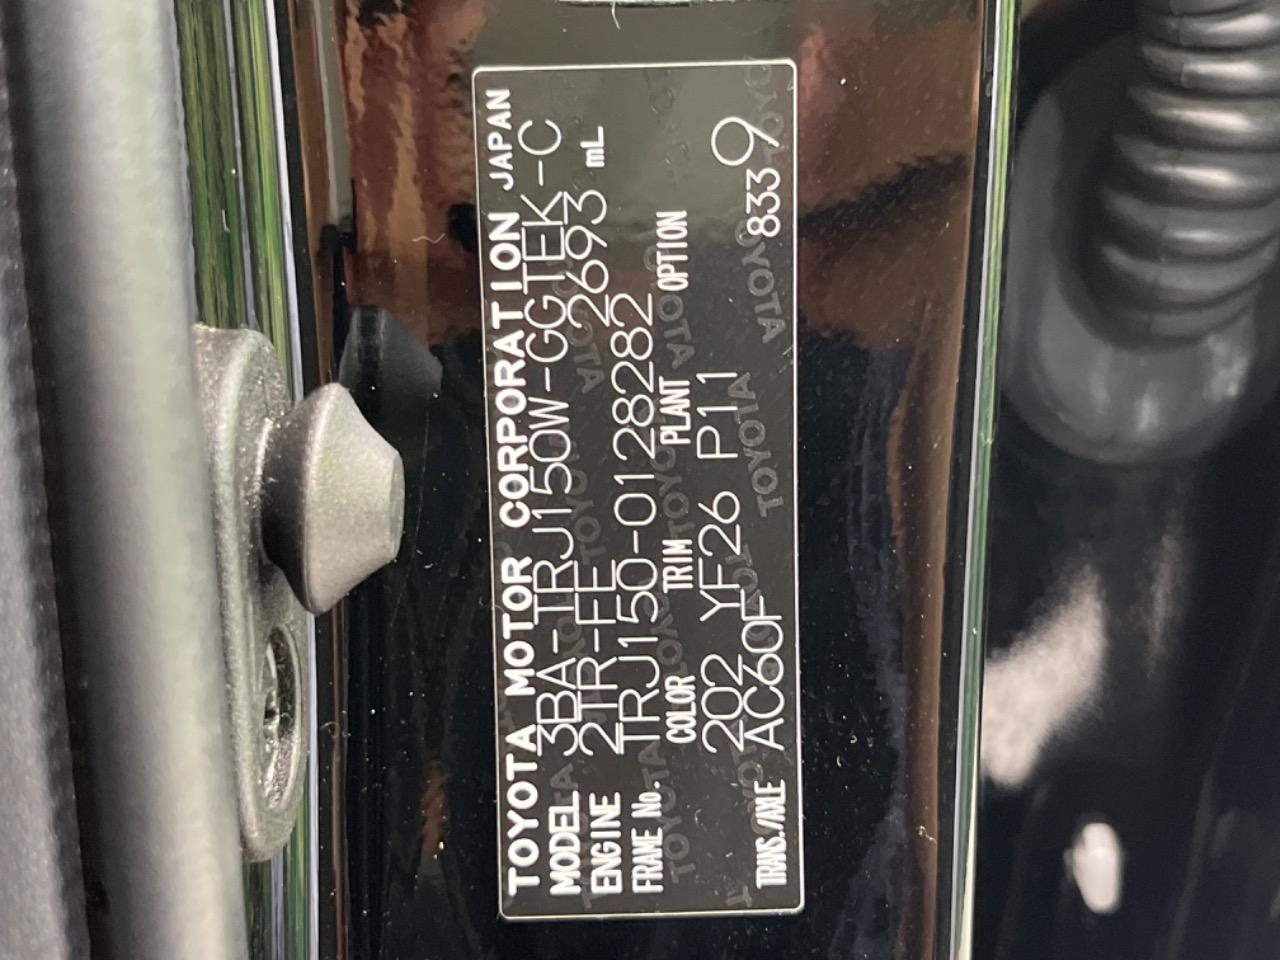 TOYOTA MOTOR CORPORATION JAPAN
MODEL 3BA-TRJ150W-GGTEK-C
ENGINE 2TR-FE 2693 mL
FRAME No. TRJ150-0128282
COLOR TRIM PLANT OPTION
202 YF26 P11
TRANS./AXLE AC60F 833 9